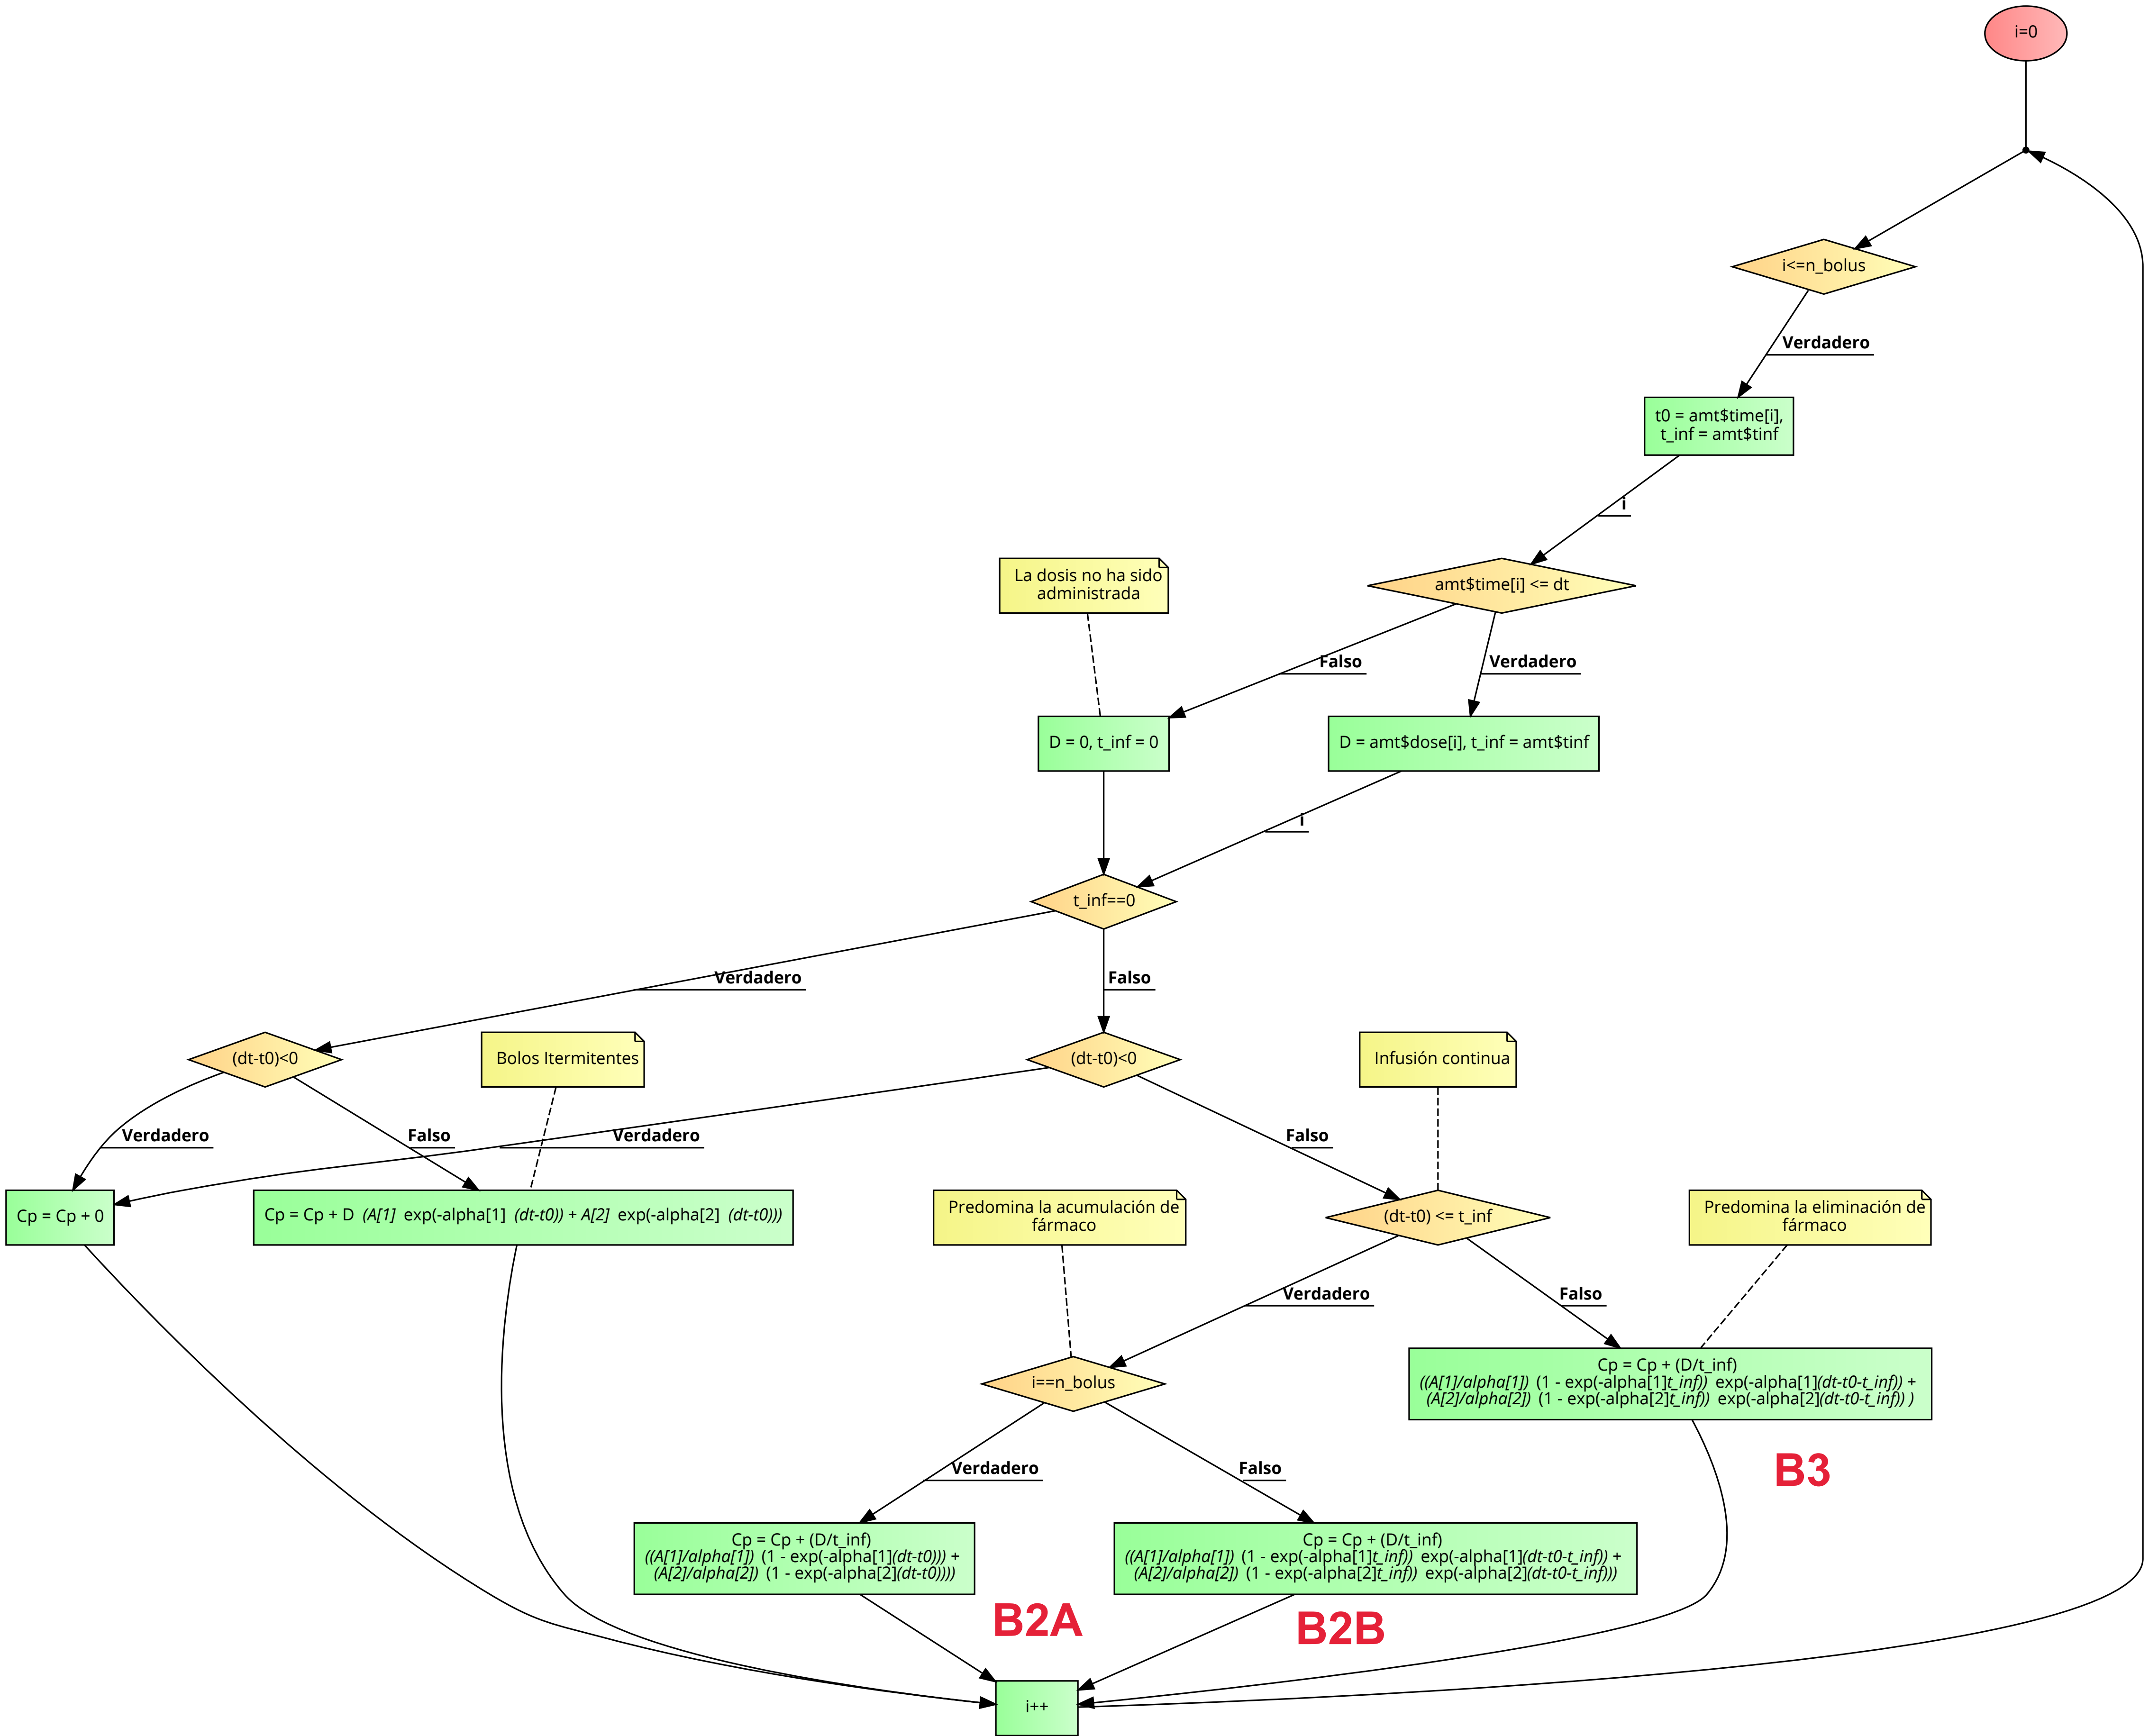 i=0
i<=n_bolus
Verdadero
t0 = amt$time[i],
t_inf = amt$tinf
i
La dosis no ha sido
administrada
amt$time[i] <= dt
Falso
Verdadero
D = 0, t_inf = 0
D = amt$dose[i], t_inf = amt$tinf
i
t_inf==0
Verdadero
Falso
(dt-t0)<0
Bolos Itermitentes
(dt-t0)<0
Infusión continua
Verdadero
Falso
Verdadero
Falso
Cp = Cp + 0
Cp = Cp + D (A[1] exp(-alpha[1] (dt-t0)) + A[2] exp(-alpha[2] (dt-t0)))
Predomina la acumulación de
fármaco
(dt-t0) <= t_inf
Predomina la eliminación de
fármaco
Verdadero
Falso
i==n_bolus
Cp = Cp + (D/t_inf)
((A[1]/alpha[1]) (1 - exp(-alpha[1]t_inf)) exp(-alpha[1](dt-t0-t_inf)) +
(A[2]/alpha[2]) (1 - exp(-alpha[2]t_inf)) exp(-alpha[2](dt-t0-t_inf)) )
B3
Verdadero
Falso
Cp = Cp + (D/t_inf)
((A[1]/alpha[1]) (1 - exp(-alpha[1](dt-t0))) +
(A[2]/alpha[2]) (1 - exp(-alpha[2](dt-t0))))
Cp = Cp + (D/t_inf)
((A[1]/alpha[1]) (1 - exp(-alpha[1]t_inf)) exp(-alpha[1](dt-t0-t_inf)) +
(A[2]/alpha[2]) (1 - exp(-alpha[2]t_inf)) exp(-alpha[2](dt-t0-t_inf)))
B2A
B2B
i++